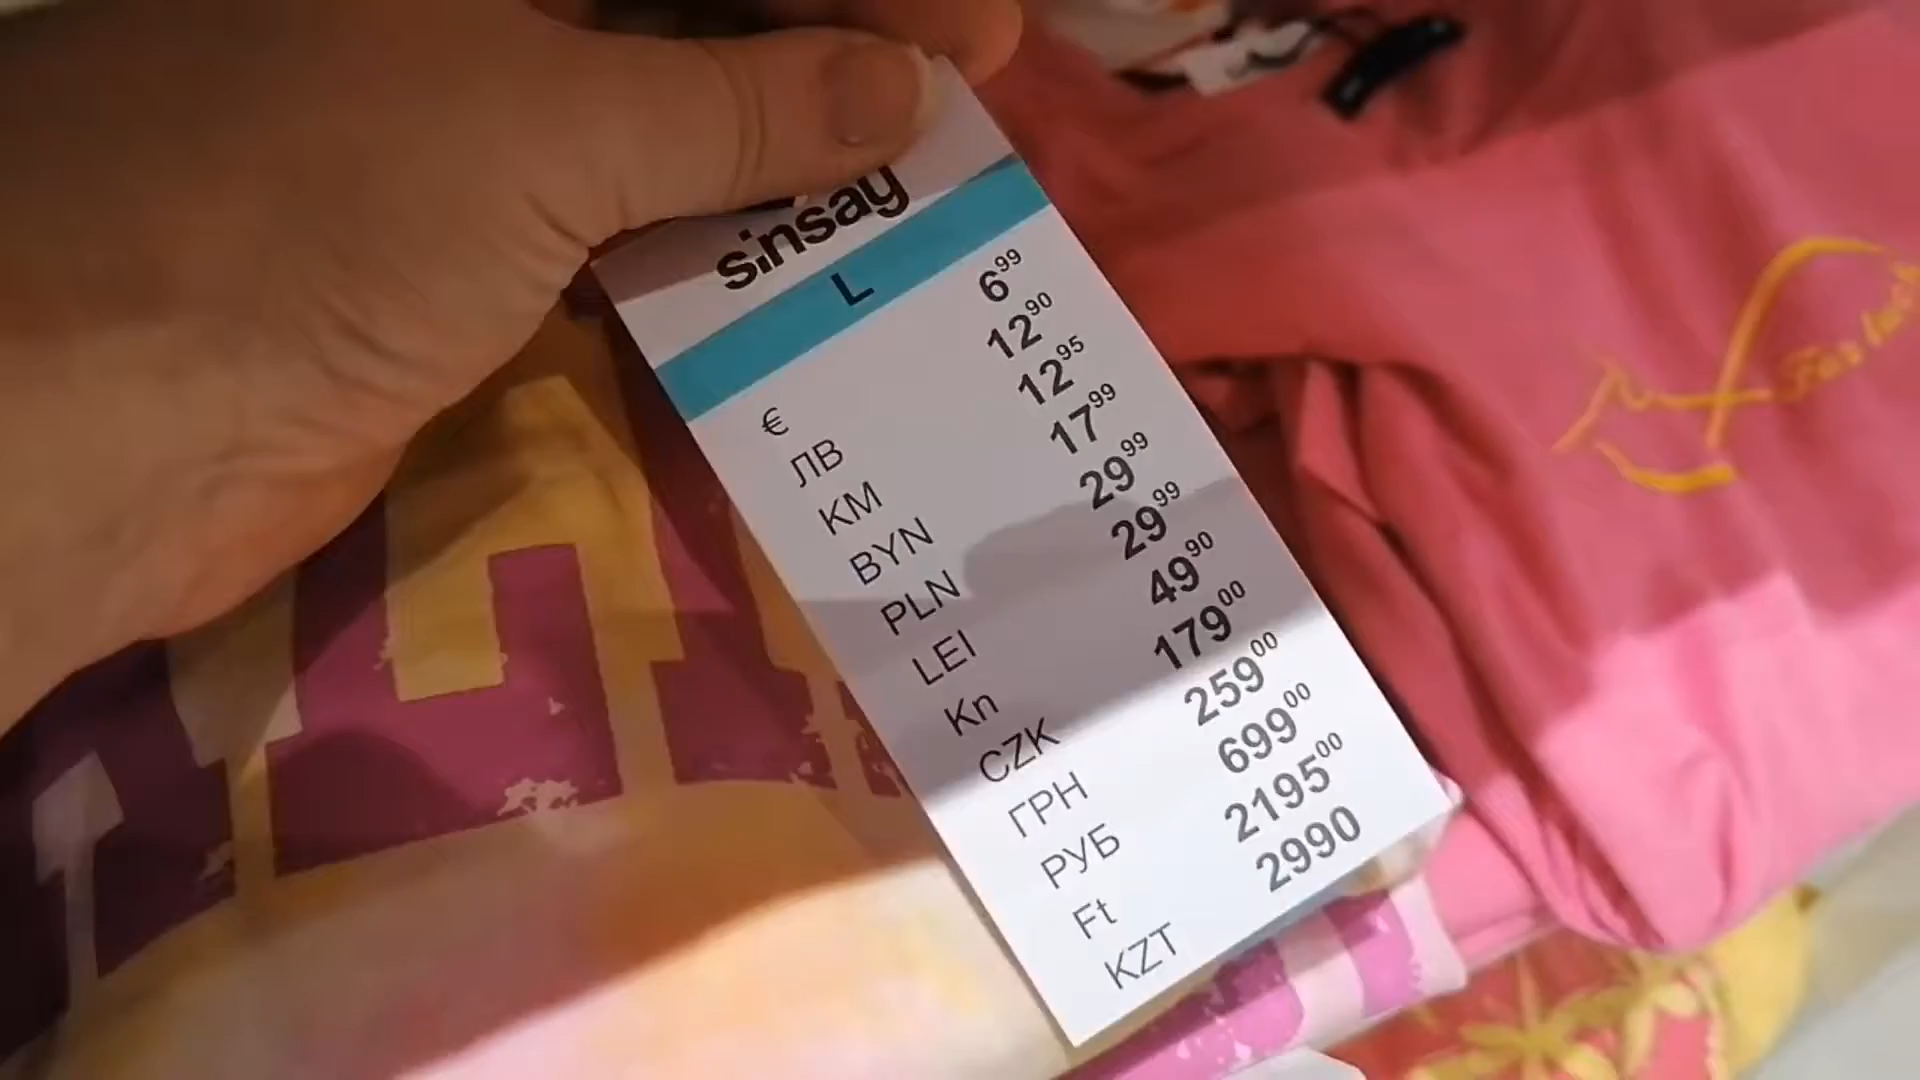 sinsay
L
€ 6⁹⁹
ЛВ 12⁹⁰
KM 12⁹⁵
BYN 17⁹⁹
PLN 29⁹⁹
LEI 29⁹⁹
Kn 49⁹⁰
CZK 179⁰⁰
ГРН 259⁰⁰
РУБ 699⁰⁰
Ft 2195⁰⁰
KZT 2990